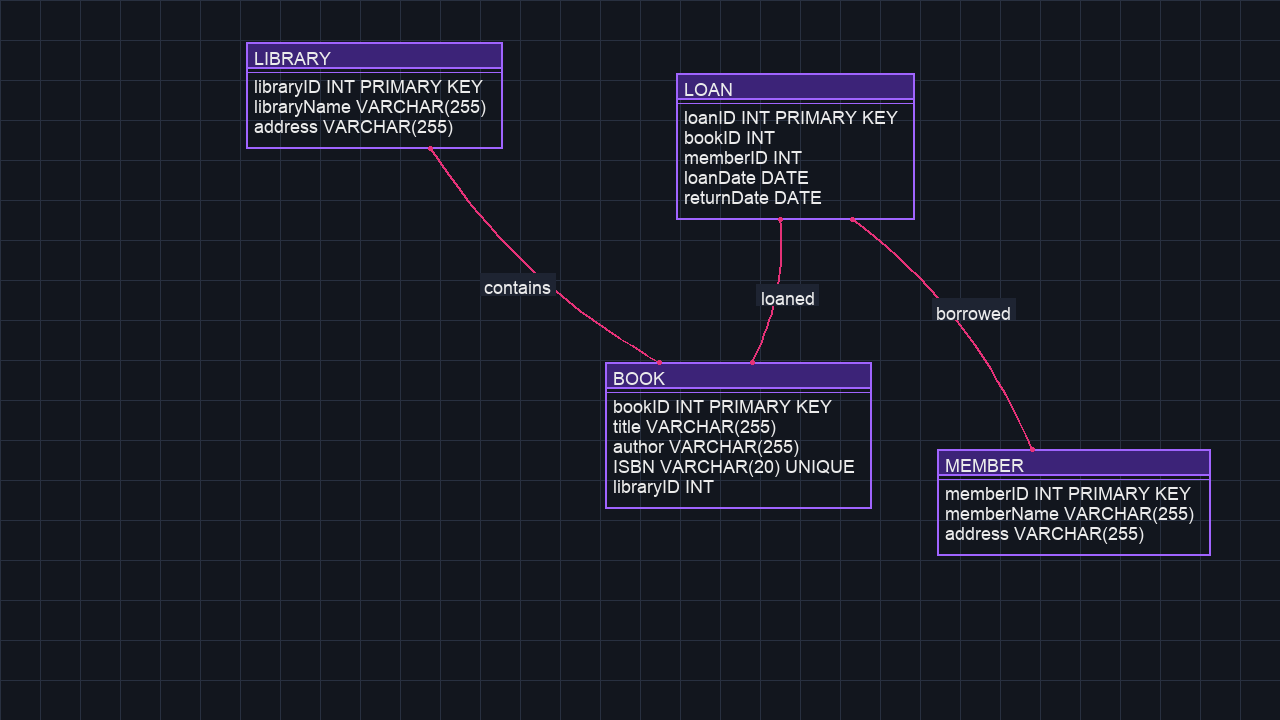 LIBRARY
libraryID INT PRIMARY KEY
libraryName VARCHAR(255)
address VARCHAR(255)
LOAN
loanID INT PRIMARY KEY
bookID INT
memberID INT
loanDate DATE
returnDate DATE
contains
loaned
borrowed
BOOK
bookID INT PRIMARY KEY
title VARCHAR(255)
author VARCHAR(255)
ISBN VARCHAR(20) UNIQUE
libraryID INT
MEMBER
memberID INT PRIMARY KEY
memberName VARCHAR(255)
address VARCHAR(255)